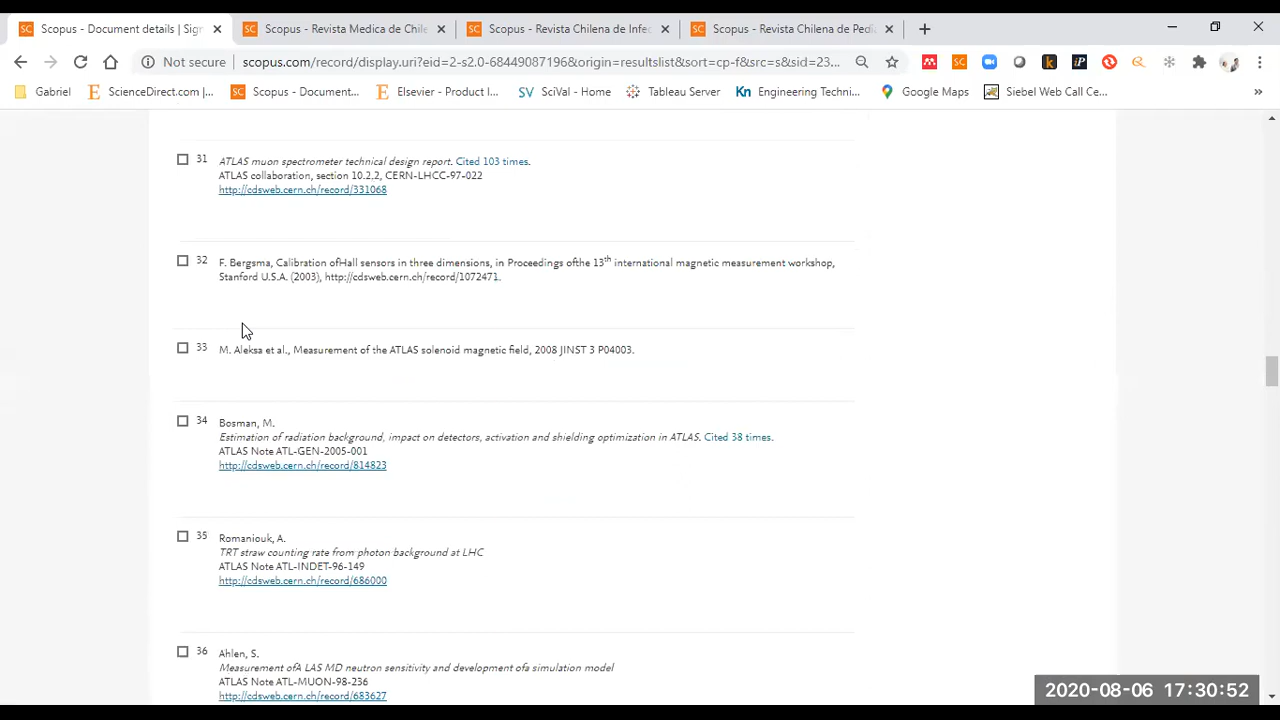 Scopus - Document details | Sig
Scopus - Revista Medica de Chile
Scopus - Revista Chilena de Infec
Scopus - Revista Chilena de Pedi
Not secure
scopus.com/record/display.uri?eid=2-s2.0-68449087196&origin=resultslist&sort=cp-f&src=s&sid=23...
Gabriel
ScienceDirect.com |...
Scopus - Document...
Elsevier - Product I...
SciVal - Home
Tableau Server
Engineering Techni...
Google Maps
Siebel Web Call Ce...
31 ATLAS muon spectrometer technical design report. Cited 103 times.
ATLAS collaboration, section 10.2.2, CERN-LHCC-97-022
http://cdsweb.cern.ch/record/331068
32 F. Bergsma, Calibration ofHall sensors in three dimensions, in Proceedings ofthe 13th international magnetic measurement workshop,
Stanford U.S.A. (2003), http://cdsweb.cern.ch/record/1072471.
33 M. Aleksa et al., Measurement of the ATLAS solenoid magnetic field, 2008 JINST 3 P04003.
34 Bosman, M.
Estimation of radiation background, impact on detectors, activation and shielding optimization in ATLAS. Cited 38 times.
ATLAS Note ATL-GEN-2005-001
http://cdsweb.cern.ch/record/814823
35 Romaniouk, A.
TRT straw counting rate from photon background at LHC
ATLAS Note ATL-INDET-96-149
http://cdsweb.cern.ch/record/686000
36 Ahlen, S.
Measurement ofA LAS MD neutron sensitivity and development ofa simulation model
ATLAS Note ATL-MUON-98-236
http://cdsweb.cern.ch/record/683627
2020-08-06 17:30:52